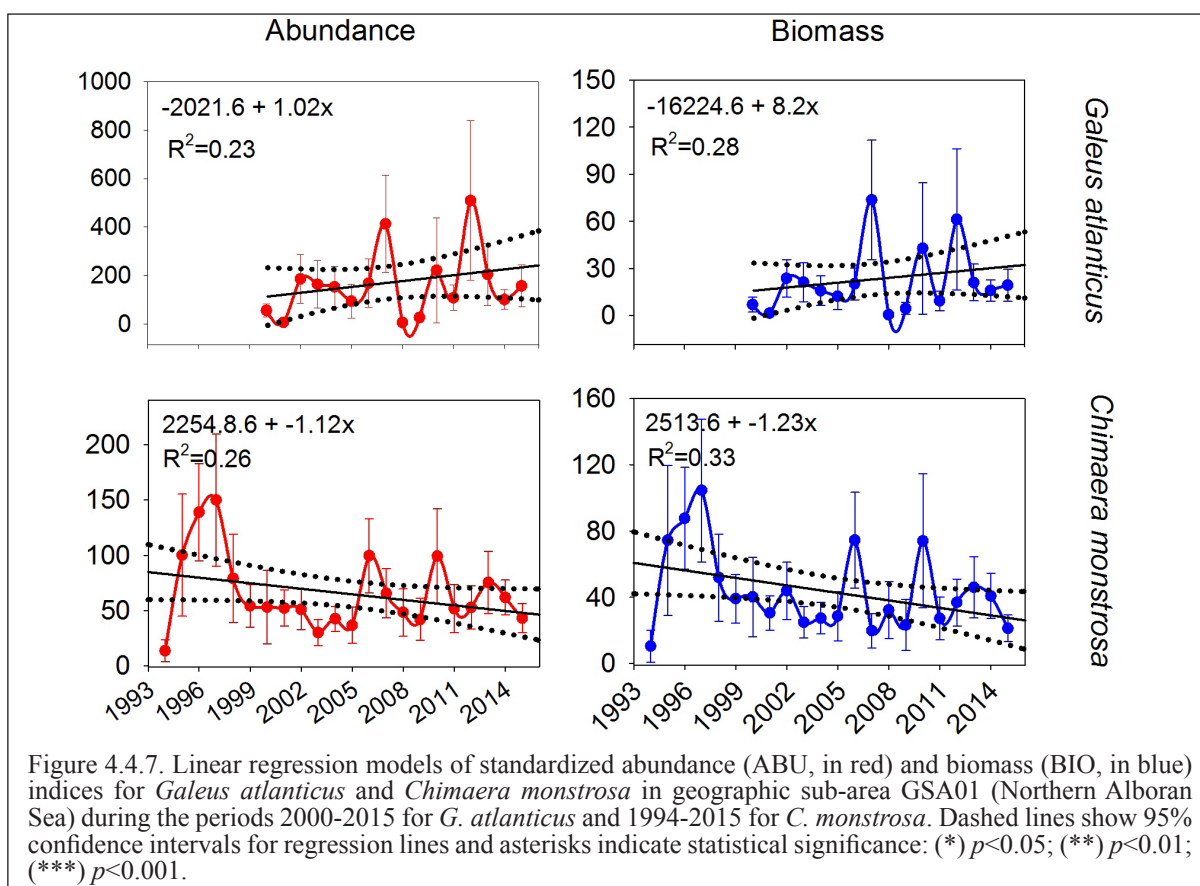 Abundance
Biomass
1000
800
600
400
200
0
-2021.6 + 1.02x
R²=0.23
150
120
90
60
30
0
-16224.6 + 8.2x
R²=0.28
Galeus atlanticus
200
150
100
50
0
2254.8.6 + -1.12x
R²=0.26
160
120
80
40
0
2513.6 + -1.23x
R²=0.33
Chimaera monstrosa
1993 1996 1999 2002 2005 2008 2011 2014
1993 1996 1999 2002 2005 2008 2011 2014
Figure 4.4.7. Linear regression models of standardized abundance (ABU, in red) and biomass (BIO, in blue)
indices for Galeus atlanticus and Chimaera monstrosa in geographic sub-area GSA01 (Northern Alboran
Sea) during the periods 2000-2015 for G. atlanticus and 1994-2015 for C. monstrosa. Dashed lines show 95%
confidence intervals for regression lines and asterisks indicate statistical significance: (*) p<0.05; (**) p<0.01;
(***) p<0.001.